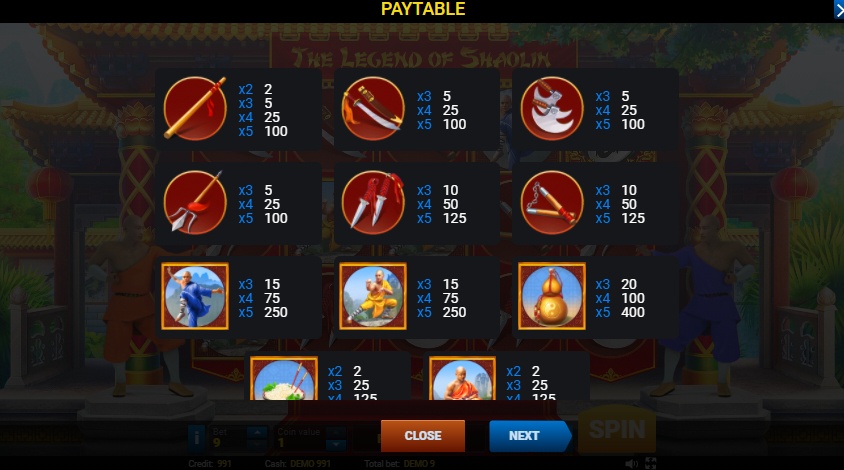 PAYTABLE
THE LEGEND OF SHAOLIN
x2 2
x3 5
x4 25
x5 100
x3 5
x4 25
x5 100
x3 5
x4 25
x5 100
x3 5
x4 25
x5 100
x3 10
x4 50
x5 125
x3 10
x4 50
x5 125
x3 15
x4 75
x5 250
x3 15
x4 75
x5 250
x3 20
x4 100
x5 400
x2 2
x3 25
x4 125
x2 2
x3 25
x4 125
i
Bet
9
Coin value
1
CLOSE
NEXT
SPIN
Credit: 991 Cash: DEMO 991 Total bet: DEMO 9